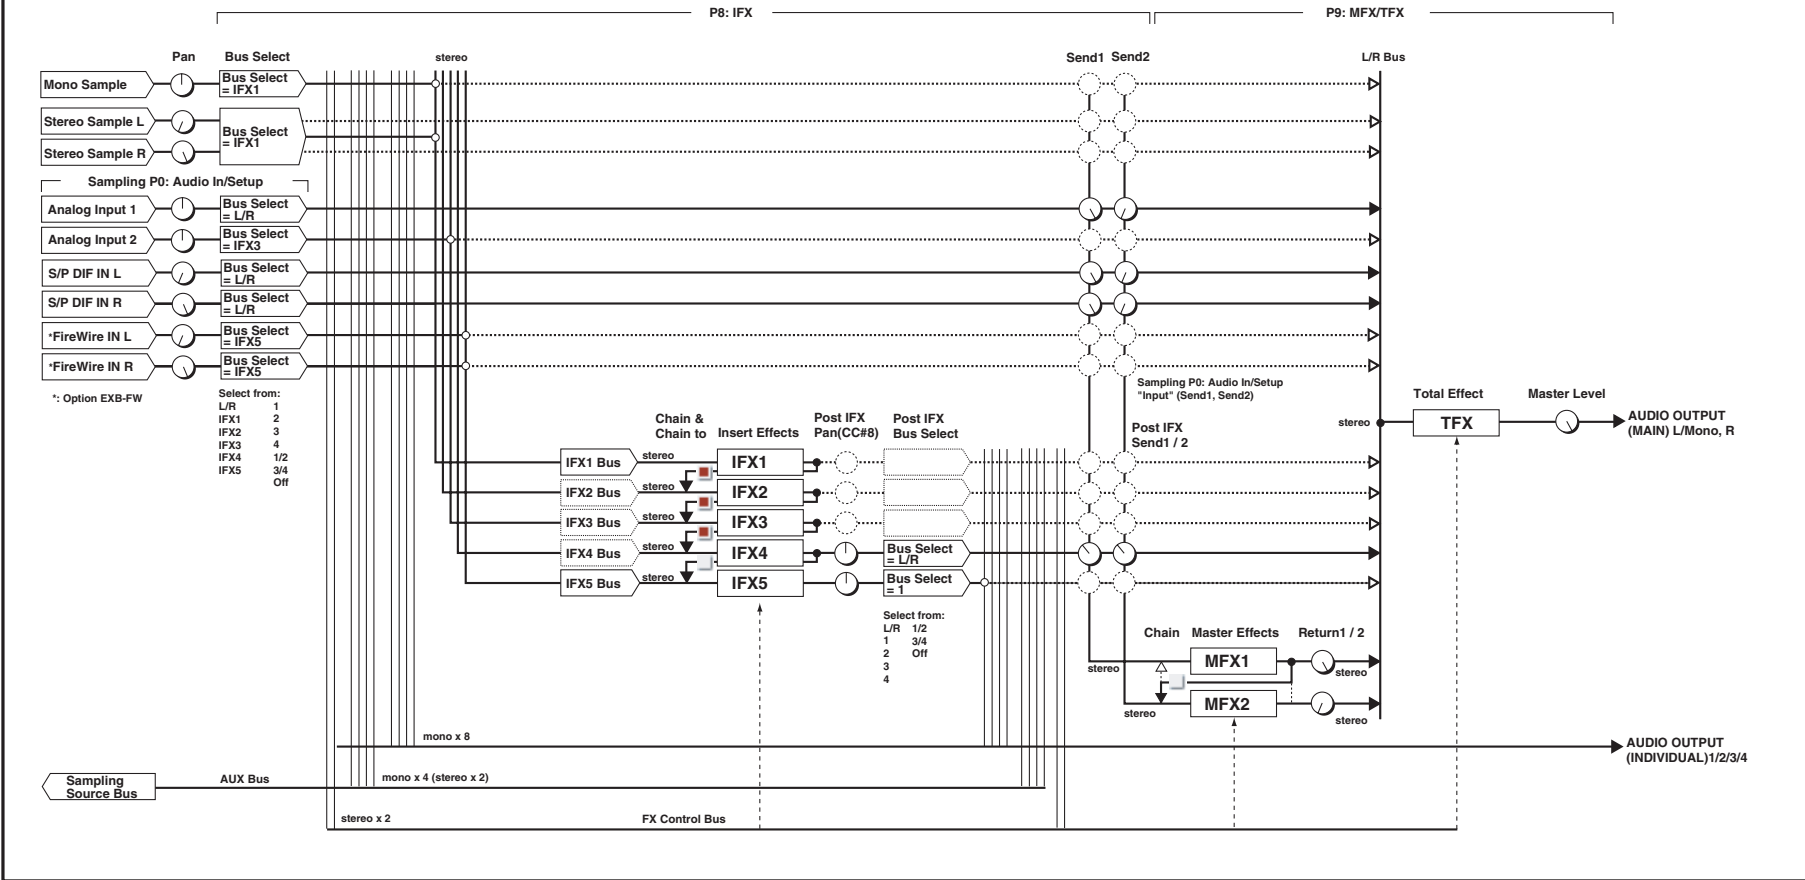 P8: IFX
P9: MFX/TFX
Pan
Bus Select
stereo
Send1
Send2
L/R Bus
Mono Sample
Bus Select
= IFX1
Stereo Sample L
Bus Select
= IFX1
Stereo Sample R
Sampling P0: Audio In/Setup
Analog Input 1
Bus Select
= L/R
Analog Input 2
Bus Select
= IFX3
S/P DIF IN L
Bus Select
= L/R
S/P DIF IN R
Bus Select
= L/R
*FireWire IN L
Bus Select
= IFX5
*FireWire IN R
Bus Select
= IFX5
*: Option EXB-FW
Select from:
L/R 1
IFX1 2
IFX2 3
IFX3 4
IFX4 1/2
IFX5 3/4
Off
Sampling P0: Audio In/Setup
"Input" (Send1, Send2)
Total Effect
Master Level
stereo
TFX
AUDIO OUTPUT
(MAIN) L/Mono, R
Chain &
Chain to
Insert Effects
Post IFX
Pan(CC#8)
Post IFX
Bus Select
Post IFX
Send1 / 2
IFX1 Bus
stereo
IFX1
IFX2 Bus
stereo
IFX2
IFX3 Bus
stereo
IFX3
IFX4 Bus
stereo
IFX4
Bus Select
= L/R
IFX5 Bus
stereo
IFX5
Bus Select
= 1
Select from:
L/R 1/2
1 3/4
2 Off
3
4
Chain
Master Effects
Return1 / 2
stereo
MFX1
stereo
stereo
MFX2
stereo
mono x 8
AUDIO OUTPUT
(INDIVIDUAL)1/2/3/4
Sampling
Source Bus
AUX Bus
mono x 4 (stereo x 2)
stereo x 2
FX Control Bus